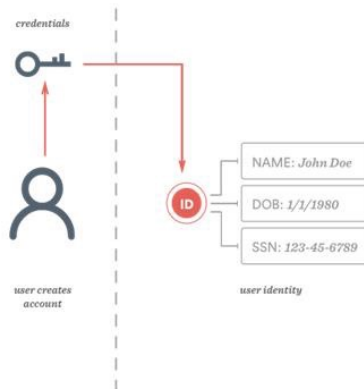 credentials
NAME: John Doe
ID
DOB: 1/1/1980
SSN: 123-45-6789
user creates
account
user identity